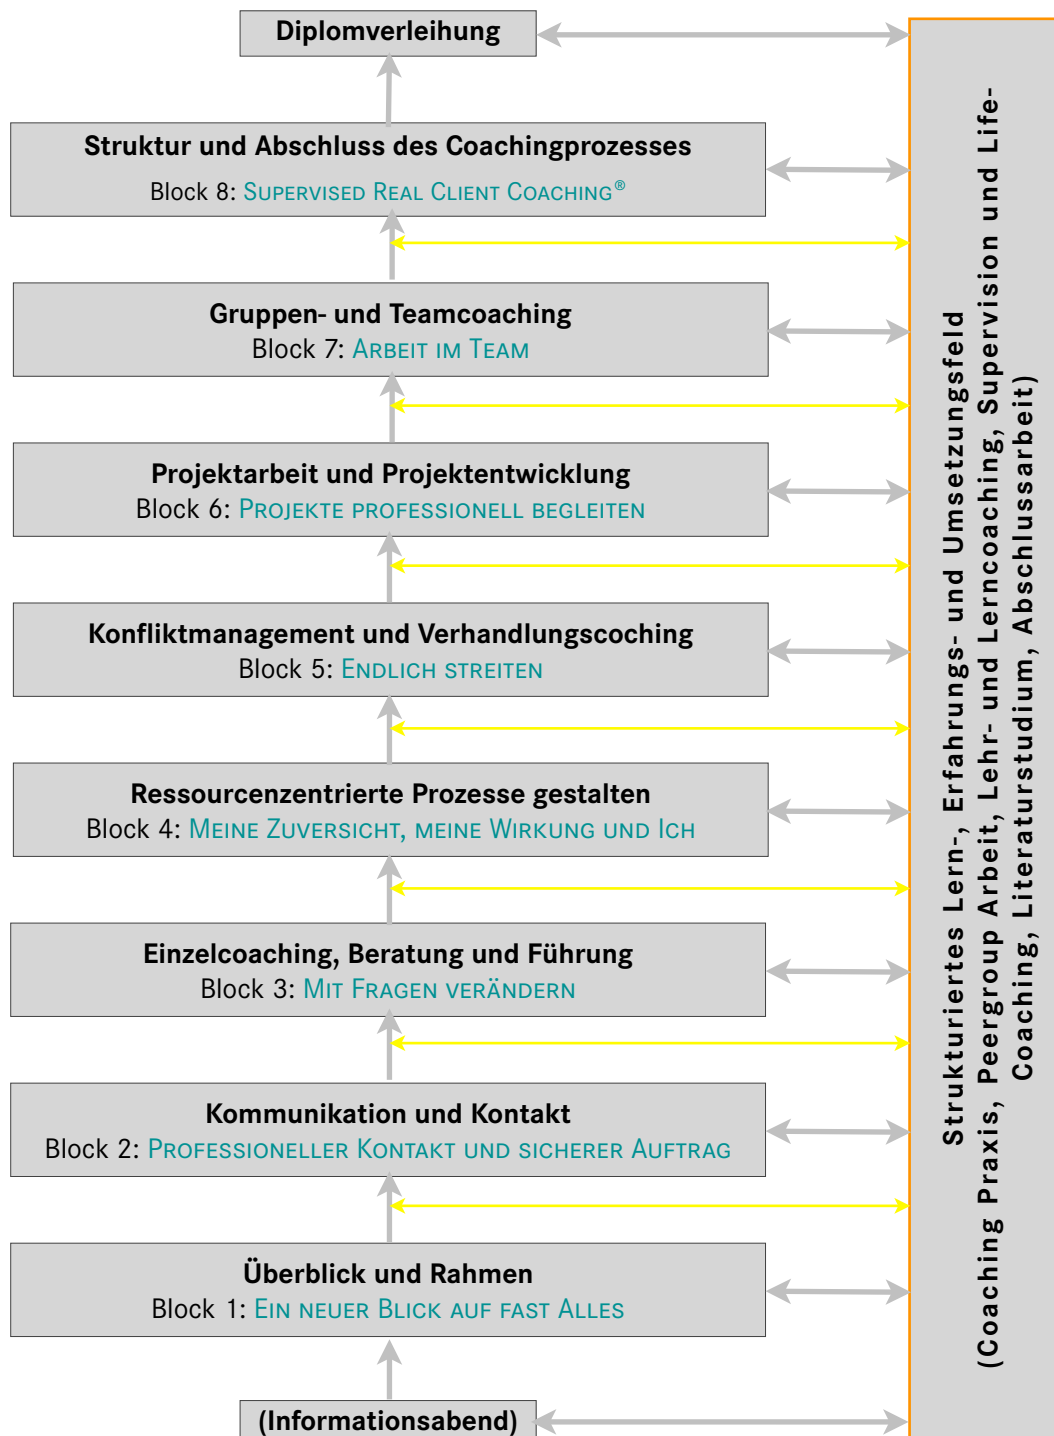 Diplomverleihung
Struktur und Abschluss des Coachingprozesses
Block 8: Supervised Real Client Coaching®
Gruppen- und Teamcoaching
Block 7: Arbeit im Team
Projektarbeit und Projektentwicklung
Block 6: Projekte professionell begleiten
Konfliktmanagement und Verhandlungscoching
Block 5: Endlich streiten
Ressourcenzentrierte Prozesse gestalten
Block 4: Meine Zuversicht, meine Wirkung und Ich
Einzelcoaching, Beratung und Führung
Block 3: Mit Fragen verändern
Kommunikation und Kontakt
Block 2: Professioneller Kontakt und sicherer Auftrag
Überblick und Rahmen
Block 1: Ein neuer Blick auf fast Alles
(Informationsabend)
Strukturiertes Lern-, Erfahrungs- und Umsetzungsfeld
(Coaching Praxis, Peergroup Arbeit, Lehr- und Lerncoaching, Supervision und Life-
Coaching, Literaturstudium, Abschlussarbeit)